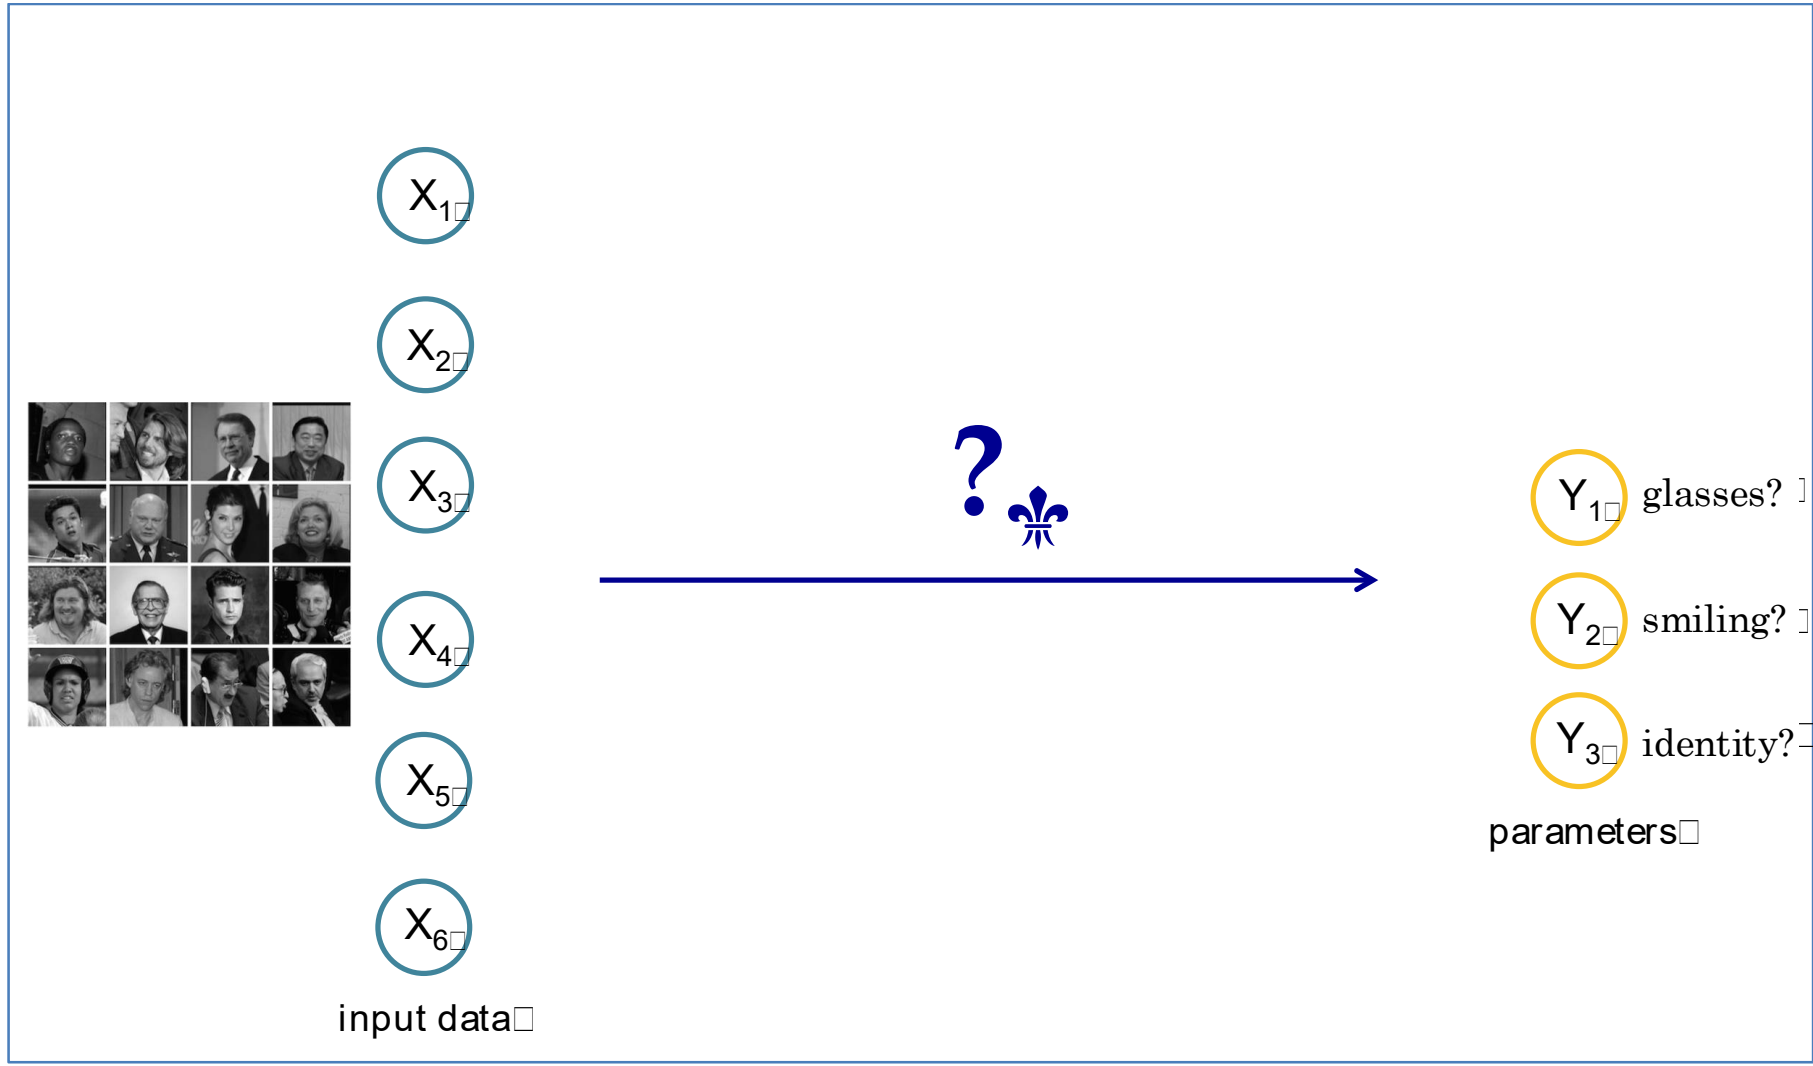 X1
X2
X3
X4
X5
X6
input data
?
Y1 glasses?
Y2 smiling?
Y3 identity?
parameters